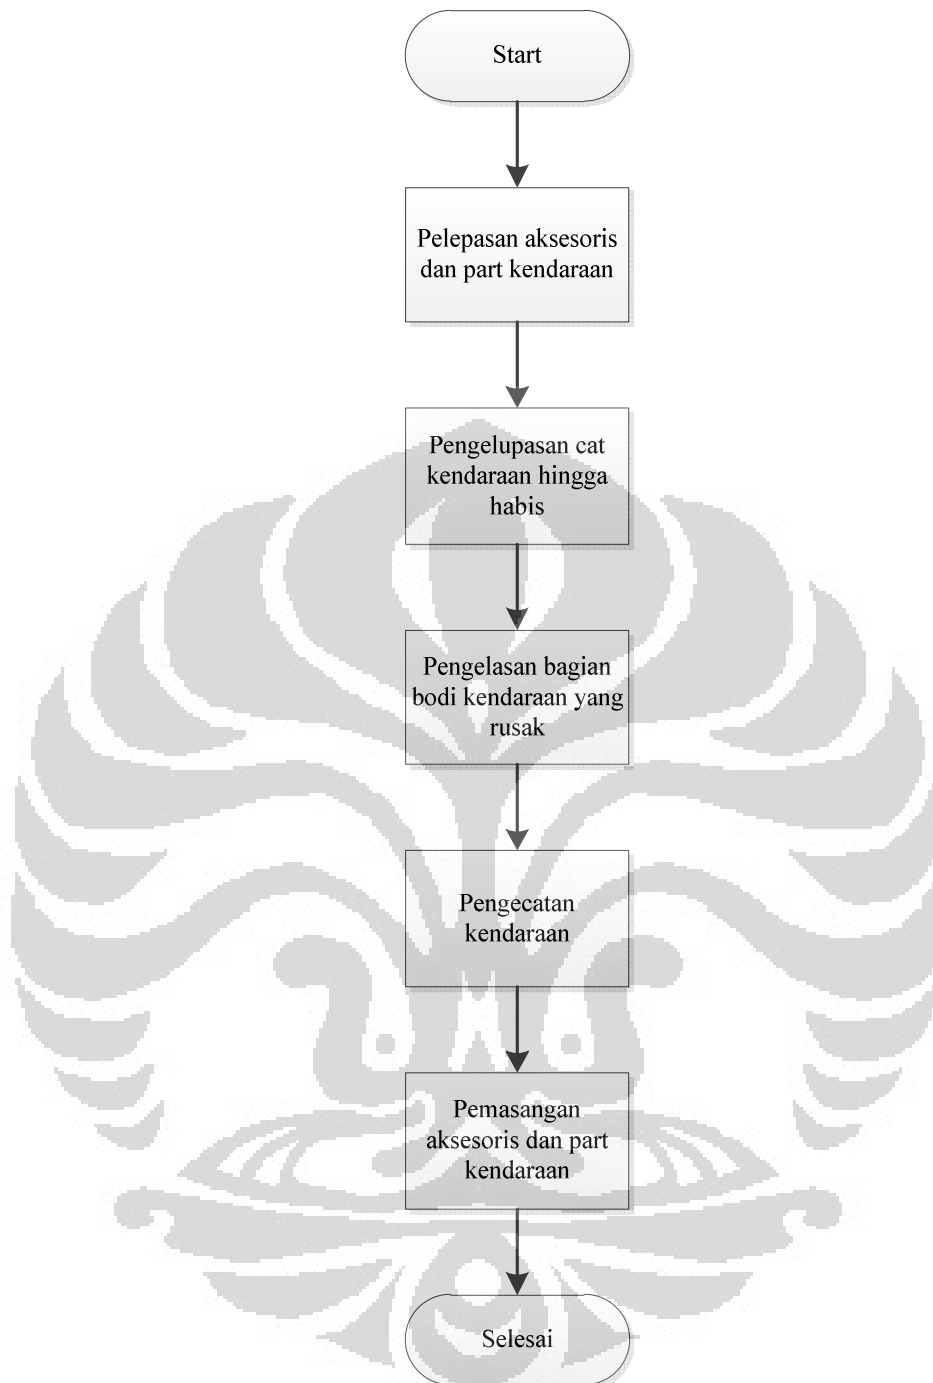 Start
Pelepasan aksesoris
dan part kendaraan
Pengelupasan cat
kendaraan hingga
habis
Pengelasan bagian
bodi kendaraan yang
rusak
Pengecatan
kendaraan
Pemasangan
aksesoris dan part
kendaraan
Selesai